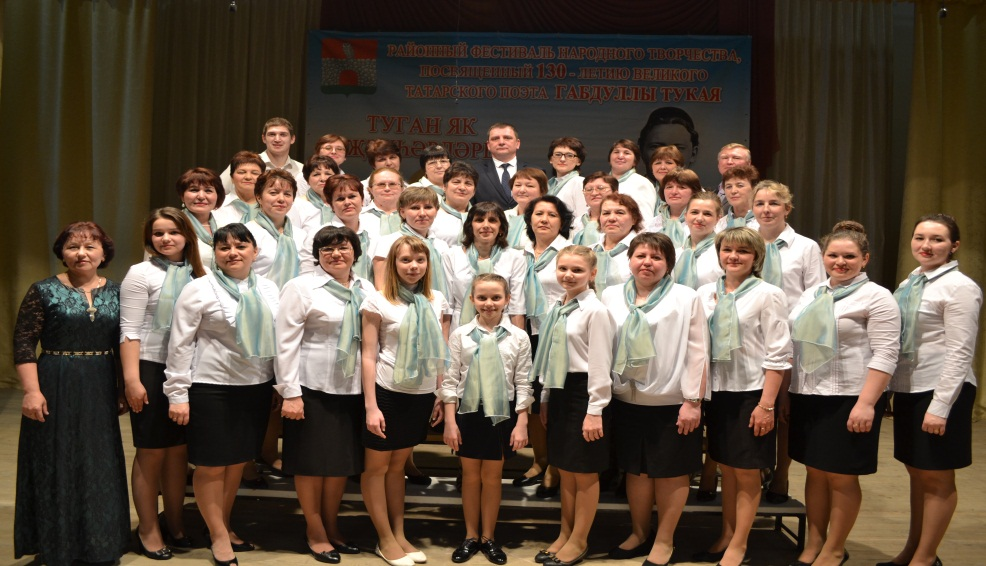 РАЙОННЫЙ ФЕСТИВАЛЬ НАРОДНОГО ТВОРЧЕСТВА,
ПОСВЯЩЕННЫЙ 130 - ЛЕТИЮ ВЕЛИКОГО
ТАТАРСКОГО ПОЭТА ГАБДУЛЛЫ ТУКАЯ
ТУГАН ЯК